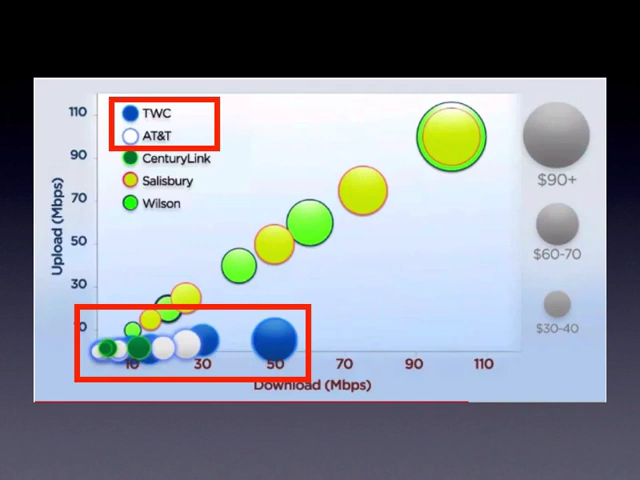 110
90
70
50
30
10
Upload (Mbps)
TWC
AT&T
CenturyLink
Salisbury
Wilson
$90+
$60-70
$30-40
10 30 50 70 90 110
Download (Mbps)